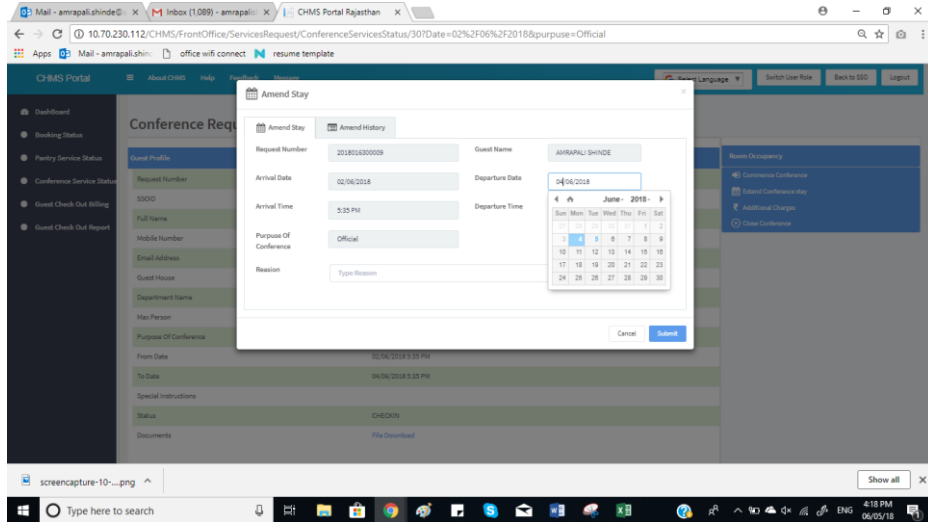 Mail - amrapali.shinde@
M Inbox (1,089) - amrapalis
CHMS Portal Rajasthan
10.70.230.112/CHMS/FrontOffice/ServicesRequest/ConferenceServicesStatus/30?Date=02%2F06%2F2018&purpuse=Official
Apps
Mail - amrapali.shinc
office wifi connect
resume template
CHMS Portal
About CHMS
Help
Feedback
Message
Select Language
Switch User Role
Back to SSO
Logout
DashBoard
Booking Status
Pantry Service Status
Conference Service Status
Guest Check Out Billing
Guest Check Out Report
Conference Requ
Guest Profile
Request Number
SSOID
Full Name
Mobile Number
Email Address
Guest House
Department Name
Max Person
Purpose Of Conference
From Date
02/06/2018 5:35 PM
To Date
04/06/2018 5:35 PM
Special Instructions
Status
CHECKIN
Documents
File Download
Amend Stay
×
Amend Stay
Amend History
Request Number
2018016300009
Guest Name
AMRAPALI SHINDE
Arrival Date
02/06/2018
Departure Date
04/06/2018
Arrival Time
5:35 PM
Departure Time
Purpuse Of
Conference
Official
Reasion
Type Reason
June - 2018 -
Sun Mon Tue Wed Thu Fri Sat
27 28 29 30 31 1 2
3 4 5 6 7 8 9
10 11 12 13 14 15 16
17 18 19 20 21 22 23
24 25 26 27 28 29 30
Cancel
Submit
Room Occupancy
Commence Conference
Extend Conference stay
Additional Charges
Close Conference
screencapture-10-....png
Show all
Type here to search
ENG
4:18 PM
06/05/18